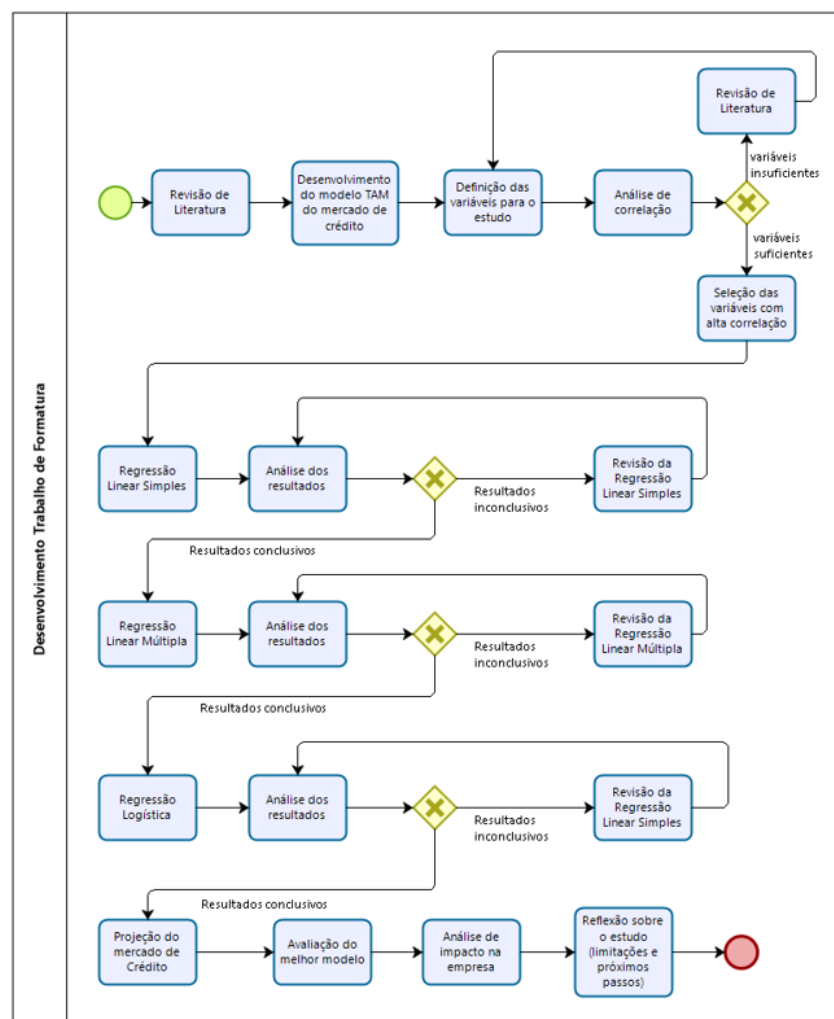 Desenvolvimento Trabalho de Formatura
Revisão de
Literatura
Desenvolvimento
do modelo TAM
do mercado de
crédito
Definição das
variáveis para o
estudo
Análise de
correlação
Revisão de
Literatura
variáveis
insuficientes
variáveis
suficientes
Seleção das
variáveis com
alta correlação
Regressão
Linear Simples
Análise dos
resultados
Resultados
inconclusivos
Revisão da
Regressão
Linear Simples
Resultados conclusivos
Regressão
Linear Múltipla
Análise dos
resultados
Resultados
inconclusivos
Revisão da
Regressão
Linear Múltipla
Resultados conclusivos
Regressão
Logística
Análise dos
resultados
Resultados
inconclusivos
Revisão da
Regressão
Linear Simples
Resultados conclusivos
Projeção do
mercado de
Crédito
Avaliação do
melhor modelo
Análise de
impacto na
empresa
Reflexão sobre
o estudo
(limitações e
próximos
passos)